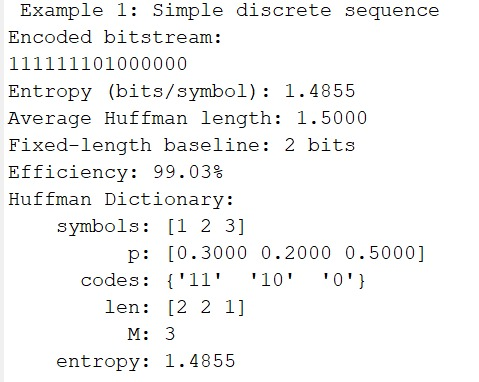 Example 1: Simple discrete sequence
Encoded bitstream:
111111101000000
Entropy (bits/symbol): 1.4855
Average Huffman length: 1.5000
Fixed-length baseline: 2 bits
Efficiency: 99.03%
Huffman Dictionary:
symbols: [1 2 3]
p: [0.3000 0.2000 0.5000]
codes: {'11' '10' '0'}
len: [2 2 1]
M: 3
entropy: 1.4855